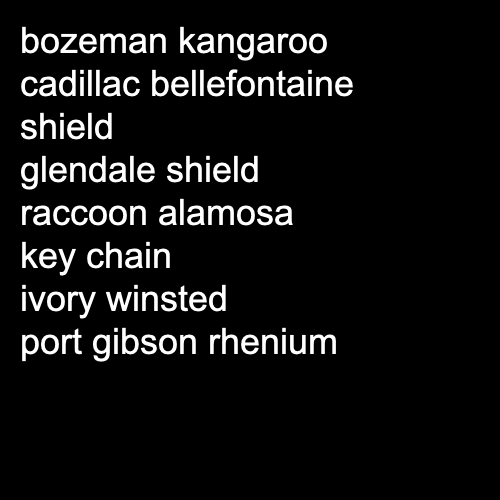 bozeman kangaroo
cadillac bellefontaine
shield
glendale shield
raccoon alamosa
key chain
ivory winsted
port gibson rhenium